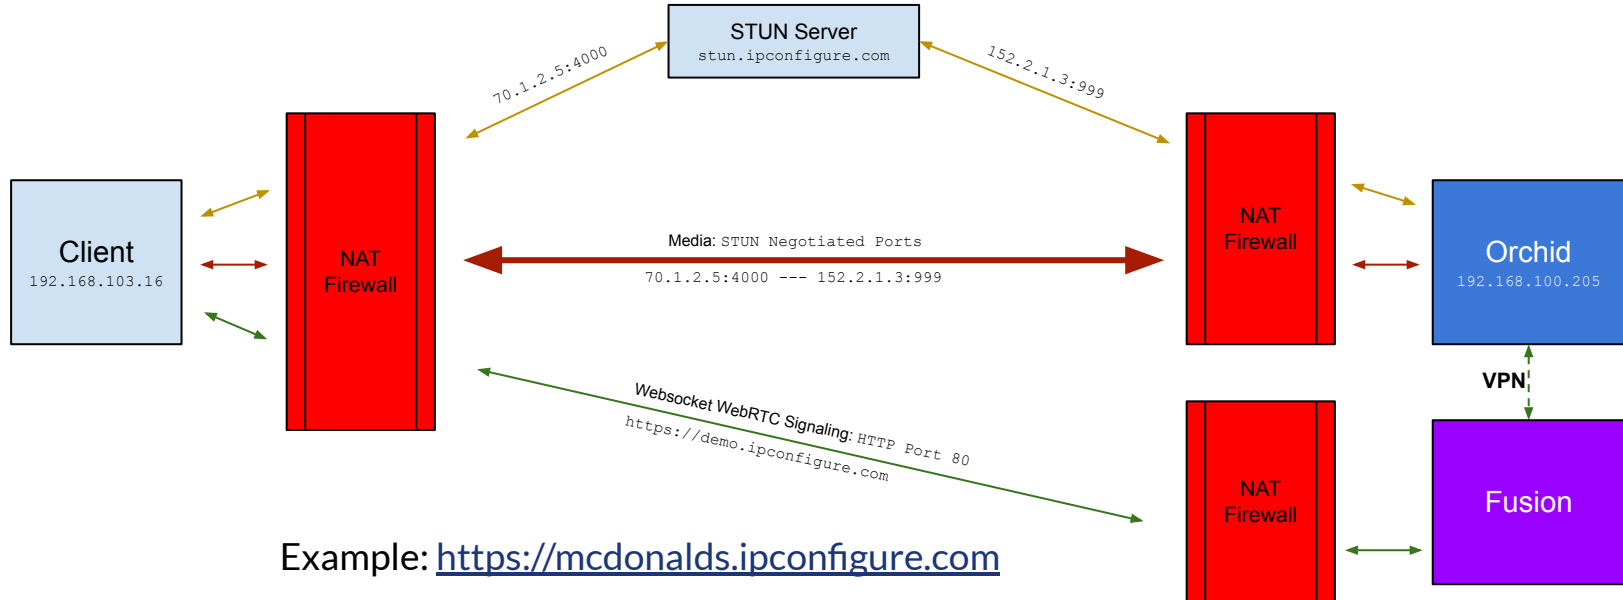 STUN Server
stun.ipconfigure.com
70.1.2.5:4000
152.2.1.3:999
Client
192.168.103.16
NAT
Firewall
Media: STUN Negotiated Ports
70.1.2.5:4000 --- 152.2.1.3:999
NAT
Firewall
Orchid
192.168.100.205
VPN
Websocket WebRTC Signaling: HTTP Port 80
https://demo.ipconfigure.com
NAT
Firewall
Fusion
Example: https://mcdonalds.ipconfigure.com